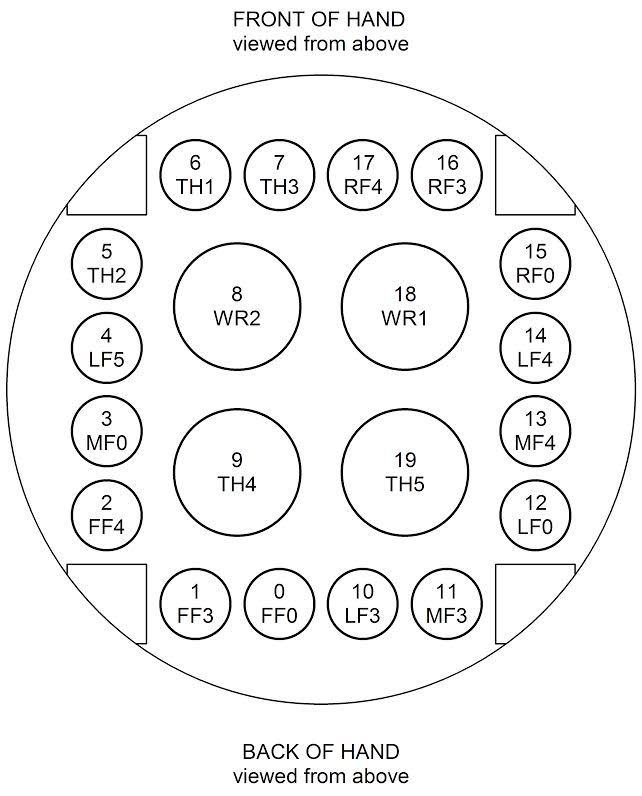 FRONT OF HAND
viewed from above
6
TH1
7
TH3
17
RF4
16
RF3
5
TH2
15
RF0
8
WR2
18
WR1
4
LF5
14
LF4
3
MF0
13
MF4
9
TH4
19
TH5
2
FF4
12
LF0
1
FF3
0
FF0
10
LF3
11
MF3
BACK OF HAND
viewed from above